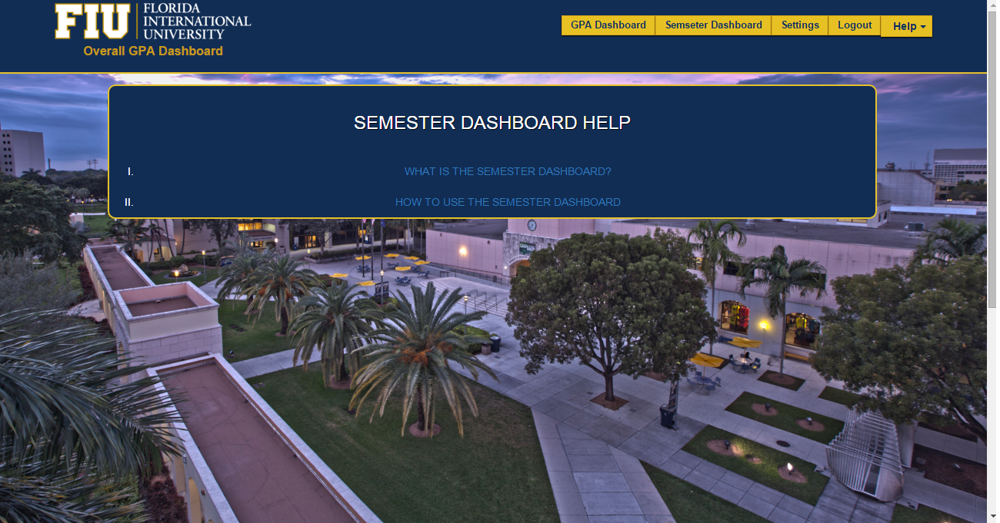 FIU
FLORIDA
INTERNATIONAL
UNIVERSITY
Overall GPA Dashboard
GPA Dashboard Semseter Dashboard Settings Logout Help
SEMESTER DASHBOARD HELP
I. WHAT IS THE SEMESTER DASHBOARD?
II. HOW TO USE THE SEMESTER DASHBOARD